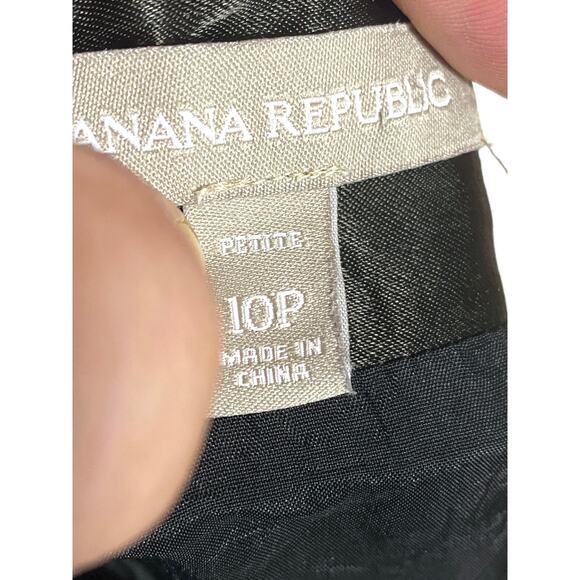 ANANA REPUBLIC
PETITE
10P
MADE IN
CHINA